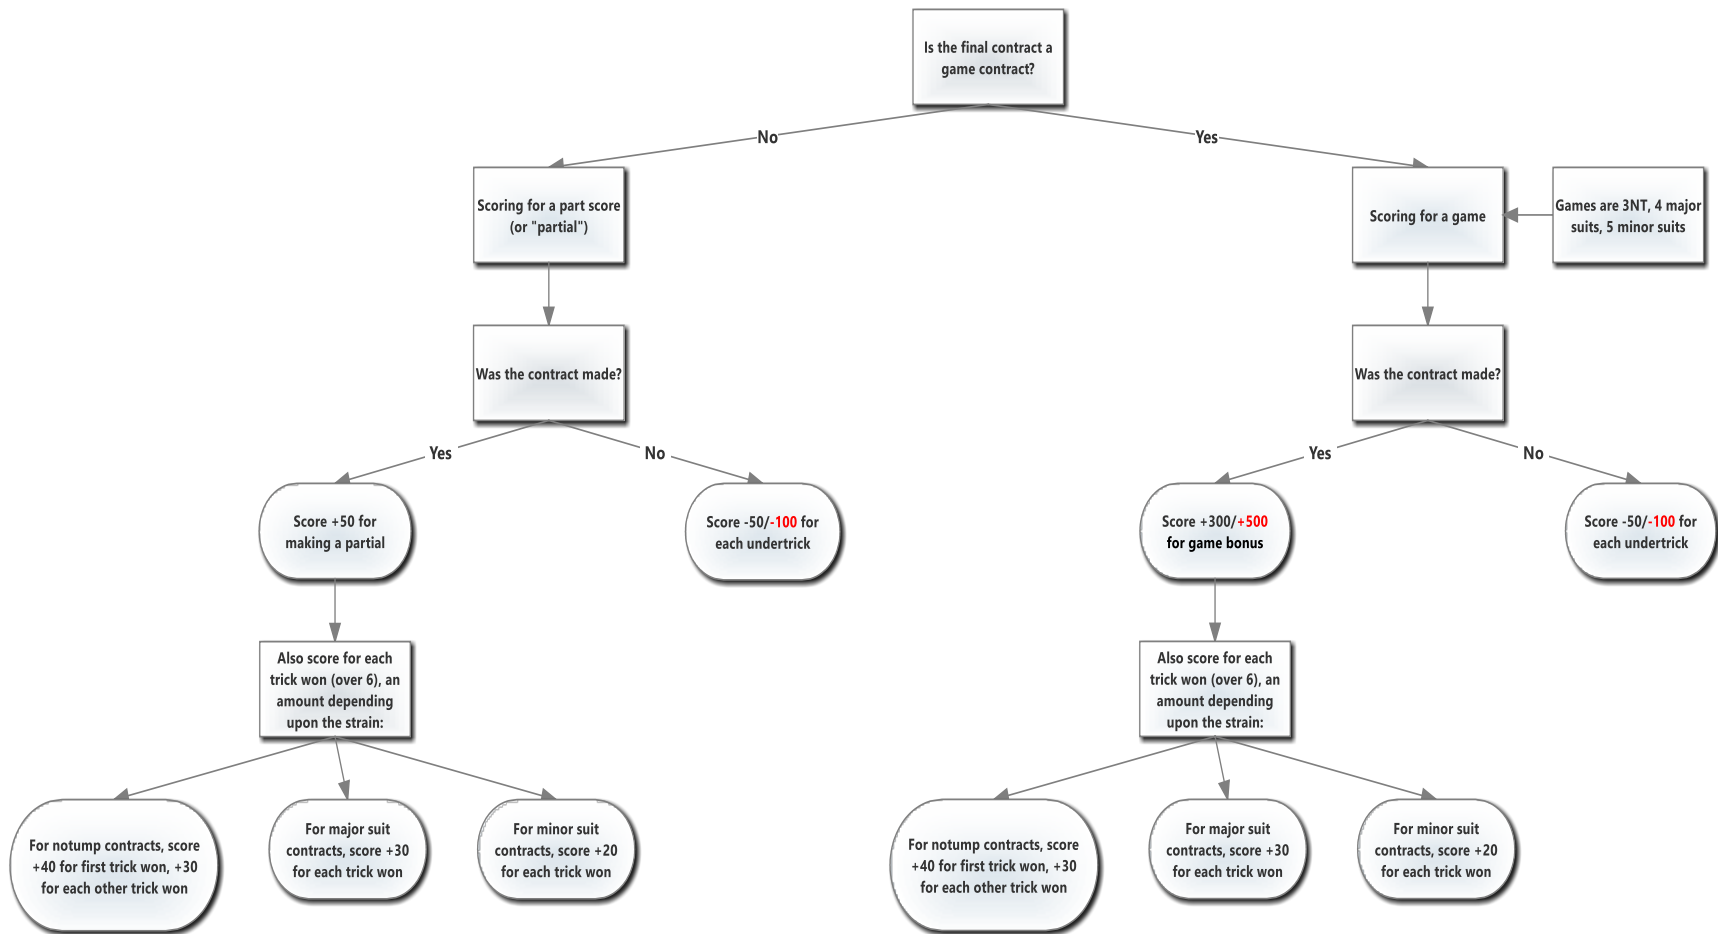 Is the final contract a
game contract?
No
Yes
Scoring for a part score
(or "partial")
Scoring for a game
Games are 3NT, 4 major
suits, 5 minor suits
Was the contract made?
Was the contract made?
Yes
No
Yes
No
Score +50 for
making a partial
Score -50/-100 for
each undertrick
Score +300/+500
for game bonus
Score -50/-100 for
each undertrick
Also score for each
trick won (over 6), an
amount depending
upon the strain:
Also score for each
trick won (over 6), an
amount depending
upon the strain:
For notump contracts, score
+40 for first trick won, +30
for each other trick won
For major suit
contracts, score +30
for each trick won
For minor suit
contracts, score +20
for each trick won
For notump contracts, score
+40 for first trick won, +30
for each other trick won
For major suit
contracts, score +30
for each trick won
For minor suit
contracts, score +20
for each trick won